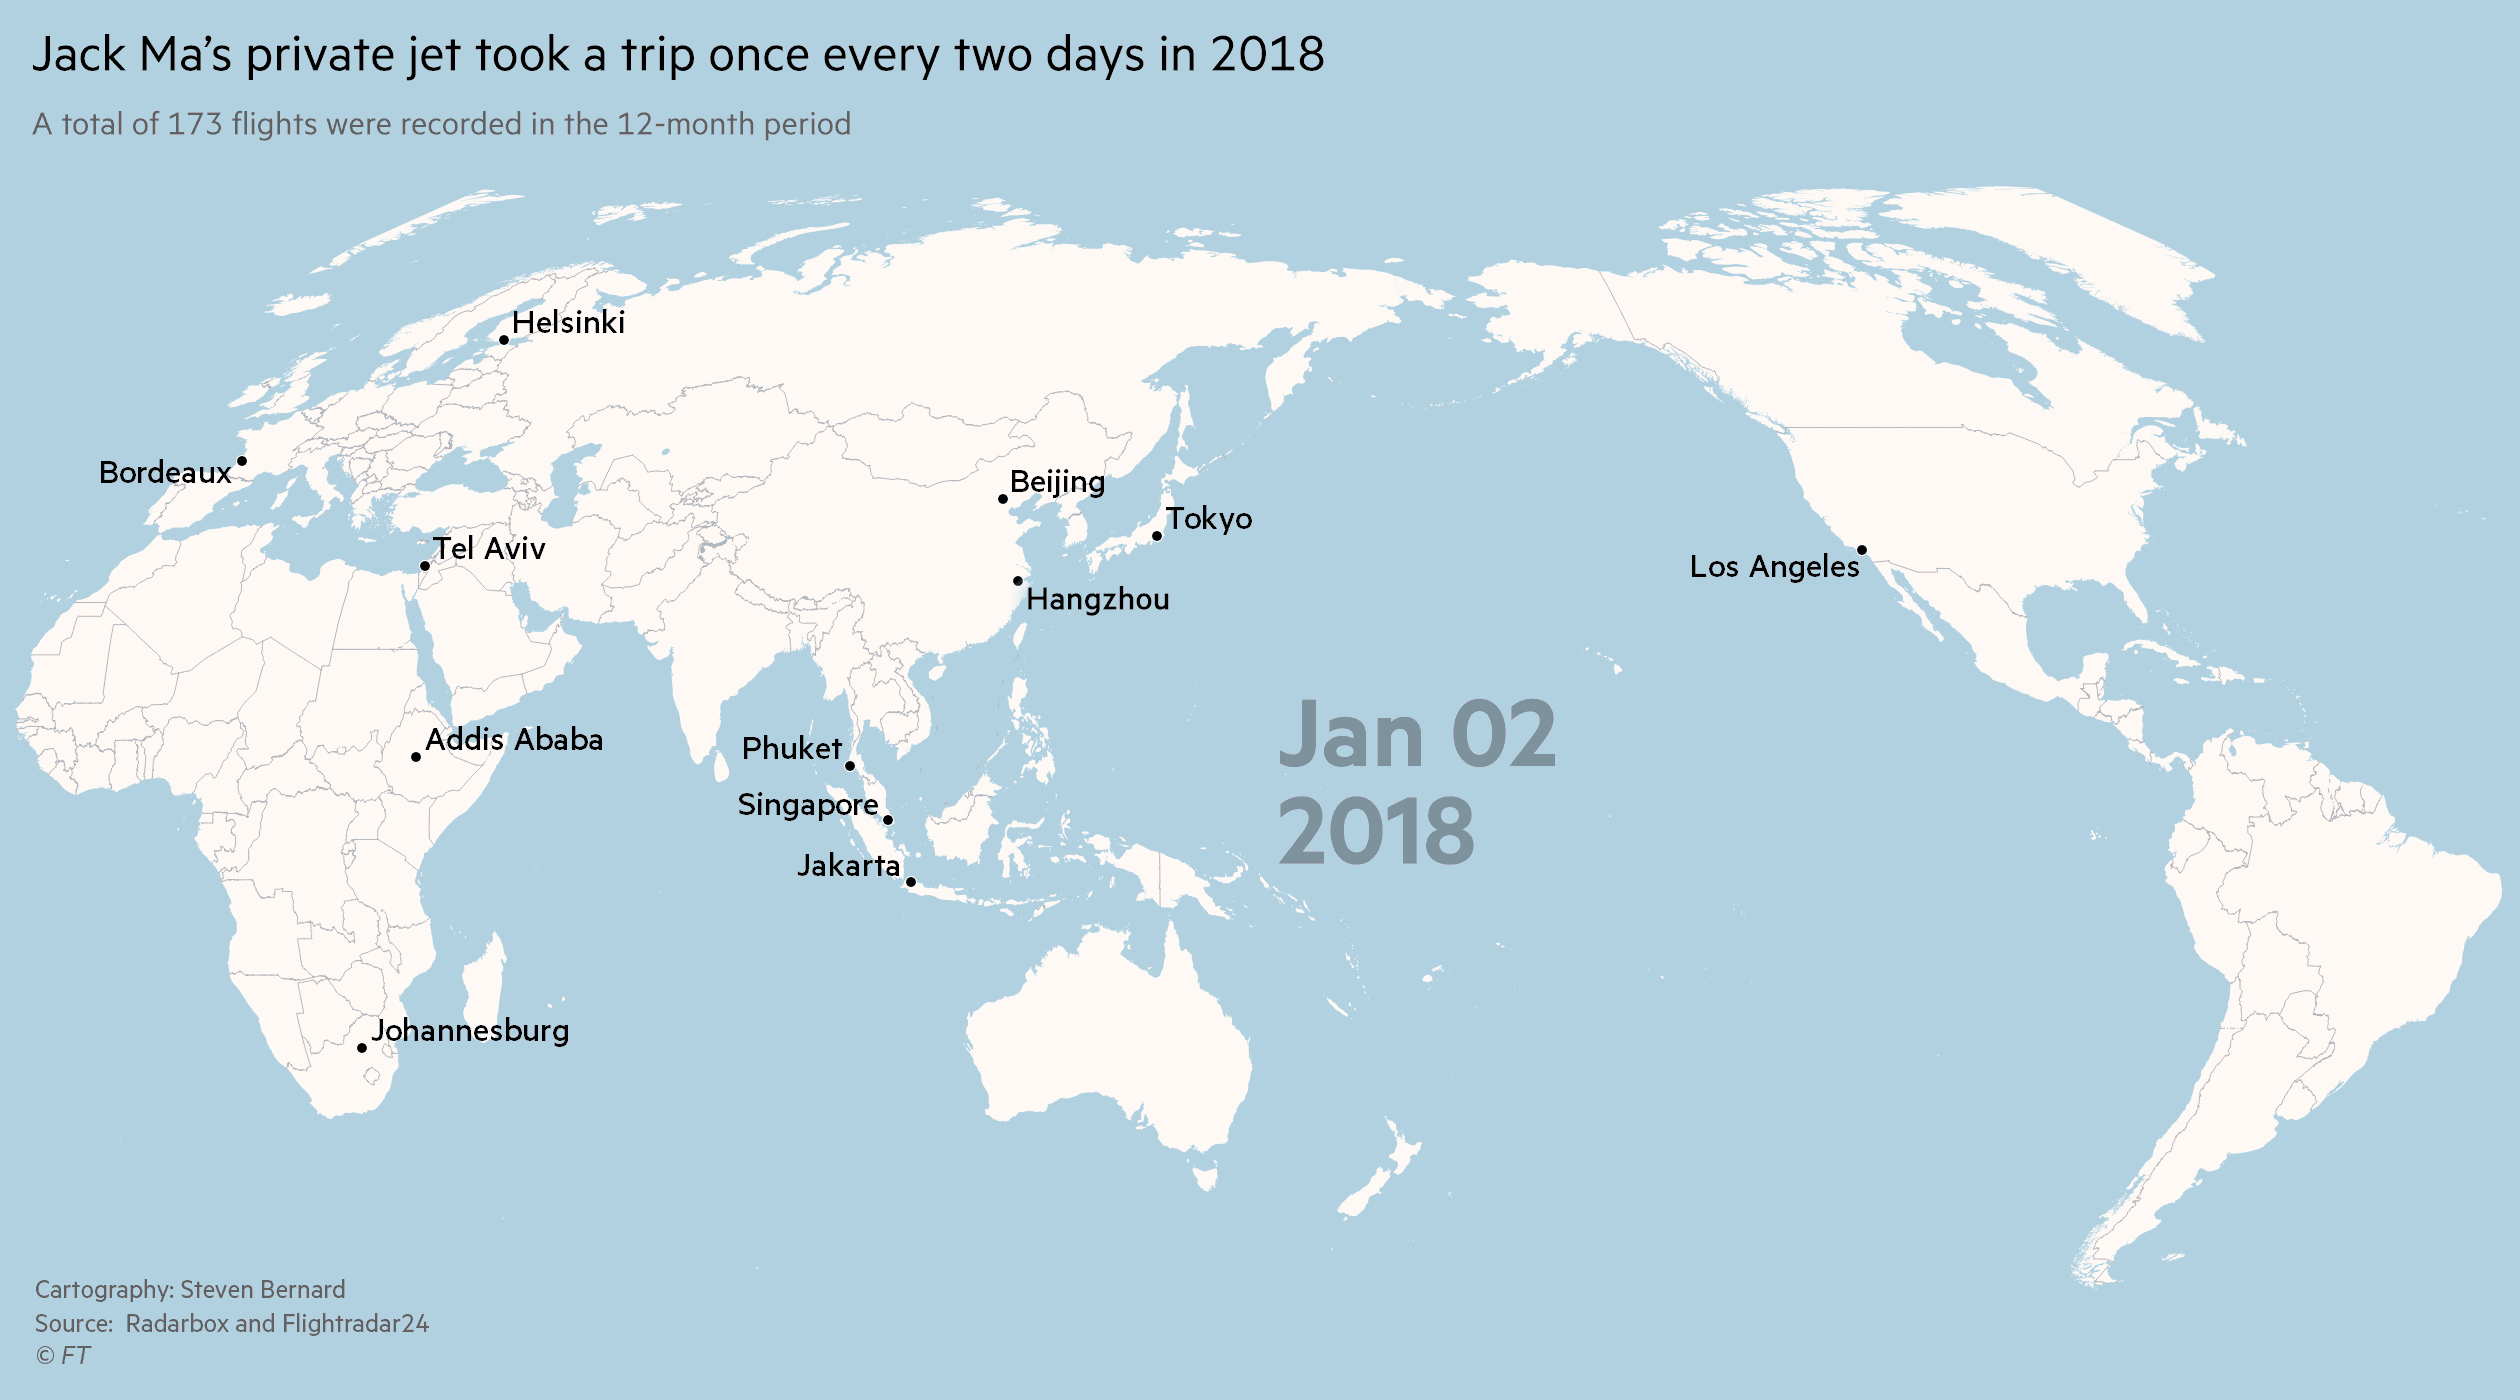 Jack Ma’s private jet took a trip once every two days in 2018
A total of 173 flights were recorded in the 12-month period
Helsinki
Bordeaux
Beijing
Tokyo
Tel Aviv
Los Angeles
Hangzhou
Addis Ababa
Phuket
Jan 02
2018
Singapore
Jakarta
Johannesburg
Cartography: Steven Bernard
Source: Radarbox and Flightradar24
© FT